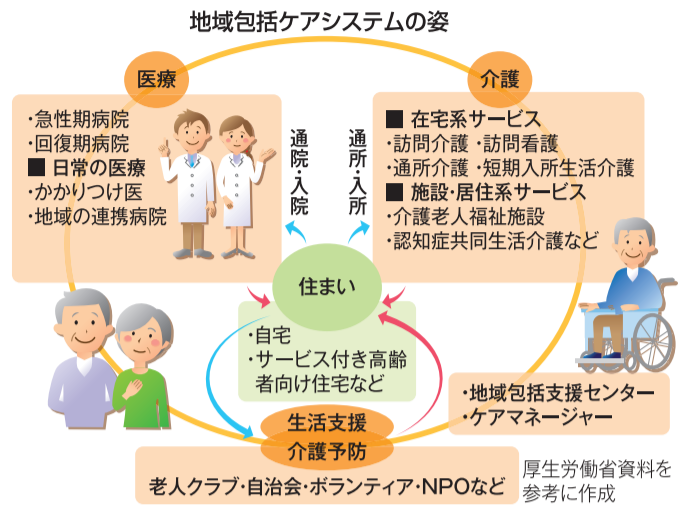 地域包括ケアシステムの姿
医療
・急性期病院
・回復期病院
■ 日常の医療
・かかりつけ医
・地域の連携病院
通院・入院
通所・入所
介護
■ 在宅系サービス
・訪問介護 ・訪問看護
・通所介護 ・短期入所生活介護
■ 施設・居住系サービス
・介護老人福祉施設
・認知症共同生活介護など
住まい
・自宅
・サービス付き高齢
者向け住宅など
・地域包括支援センター
・ケアマネージャー
生活支援
介護予防
老人クラブ・自治会・ボランティア・NPOなど
厚生労働省資料を
参考に作成